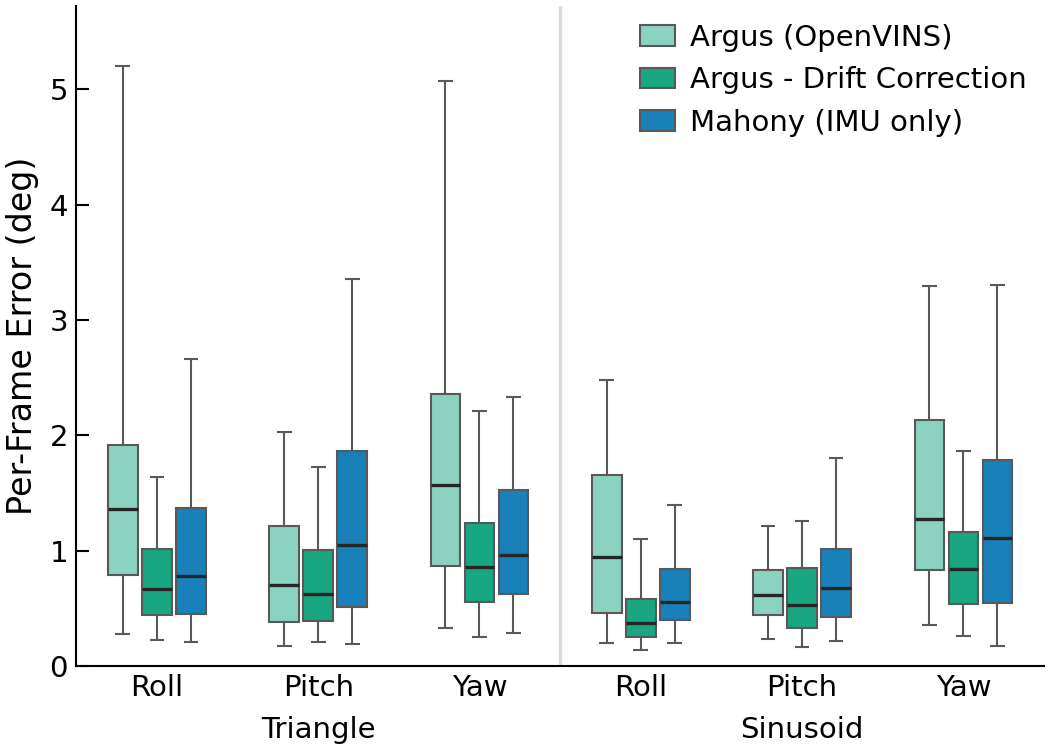 Argus (OpenVINS)
Argus - Drift Correction
Mahony (IMU only)
Per-Frame Error (deg)
5
4
3
2
1
0
Roll Pitch Yaw Roll Pitch Yaw
Triangle Sinusoid